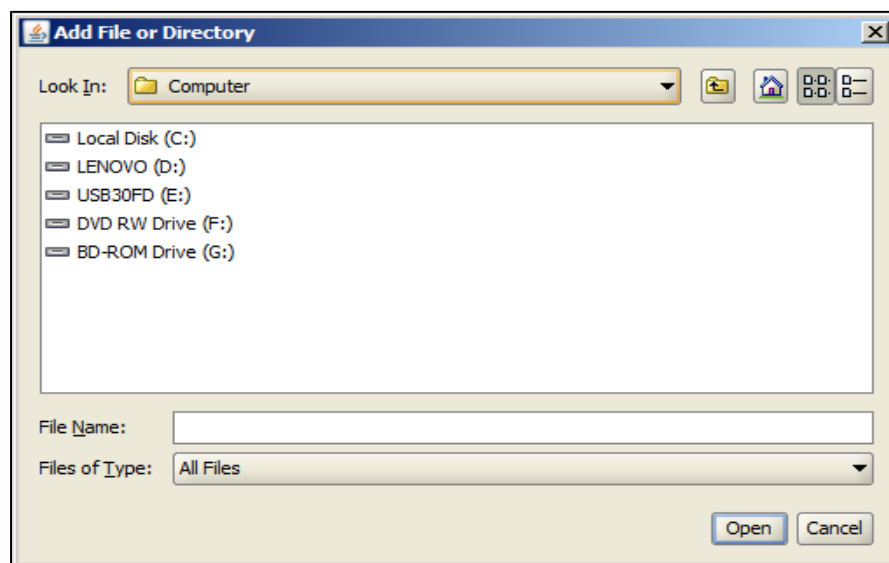 Add File or Directory
Look In:
Computer
Local Disk (C:)
LENOVO (D:)
USB30FD (E:)
DVD RW Drive (F:)
BD-ROM Drive (G:)
File Name:
Files of Type:
All Files
Open
Cancel